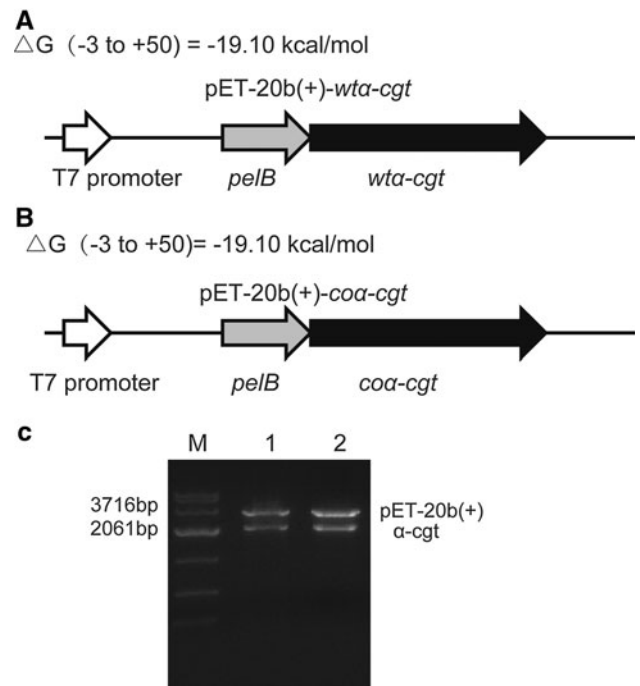 A
△G (-3 to +50) = -19.10 kcal/mol
pET-20b(+)-wtα-cgt
T7 promoter pelB wtα-cgt
B
△G (-3 to +50)= -19.10 kcal/mol
pET-20b(+)-coα-cgt
T7 promoter pelB coα-cgt
c
M 1 2
3716bp pET-20b(+)
2061bp α-cgt